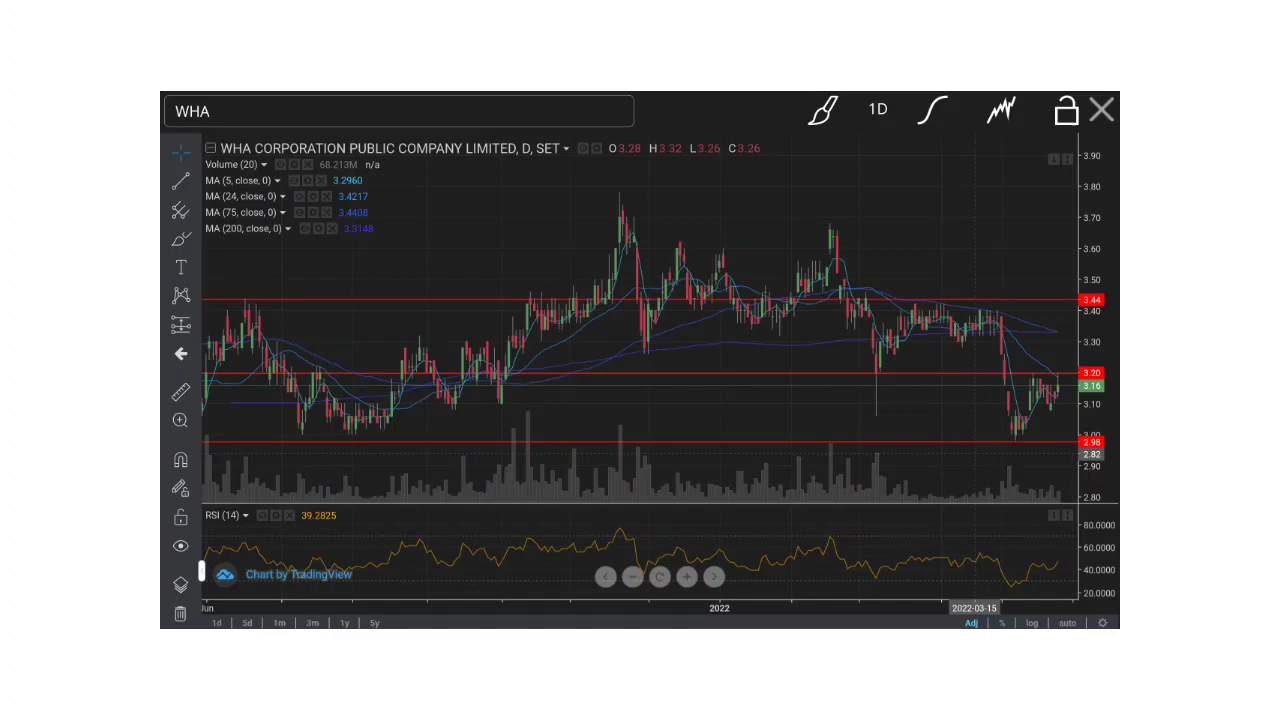 WHA
1D
WHA CORPORATION PUBLIC COMPANY LIMITED, D, SET O3.28 H3.32 L3.26 C3.26
Volume (20) 68.213M n/a
MA (5, close, 0) 3.2960
MA (24, close, 0) 3.4217
MA (75, close, 0) 3.4408
MA (200, close, 0) 3.3148
3.90
3.80
3.70
3.60
3.50
3.44
3.40
3.30
3.20
3.16
3.10
3.00
2.98
2.82
2.90
2.80
RSI (14) 39.2825
80.0000
60.0000
40.0000
20.0000
Chart by TradingView
Jun 2022 2022-03-15
1d 5d 1m 3m 1y 5y Adj % log auto